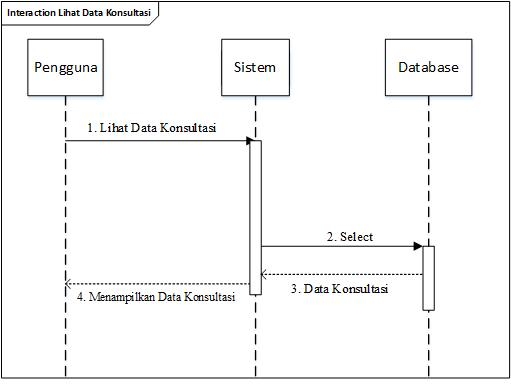 Interaction Lihat Data Konsultasi
Pengguna
Sistem
Database
1. Lihat Data Konsultasi
2. Select
3. Data Konsultasi
4. Menampilkan Data Konsultasi